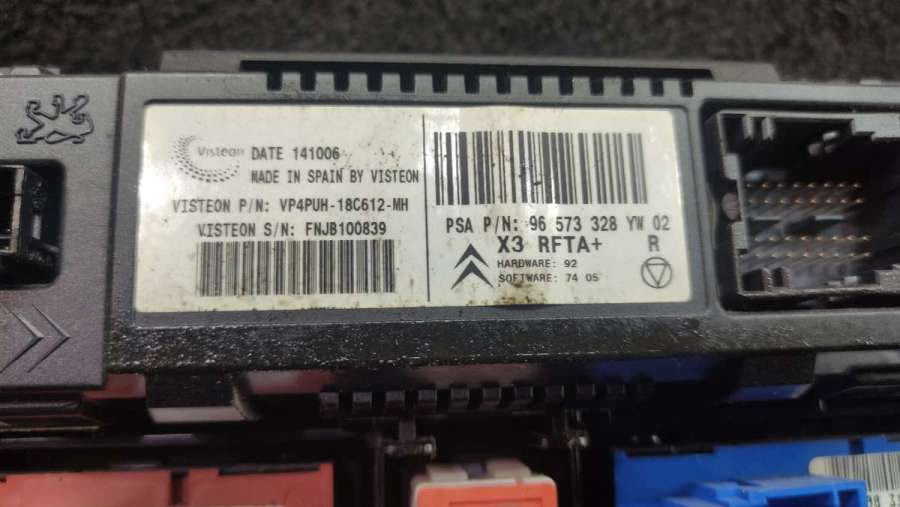 Visteon DATE 141006
MADE IN SPAIN BY VISTEON
VISTEON P/N: VP4PUH-18C612-MH
VISTEON S/N: FNJB100839
PSA P/N: 96 573 328 YW 02
X3 RFTA+ R
HARDWARE: 92
SOFTWARE: 74 05